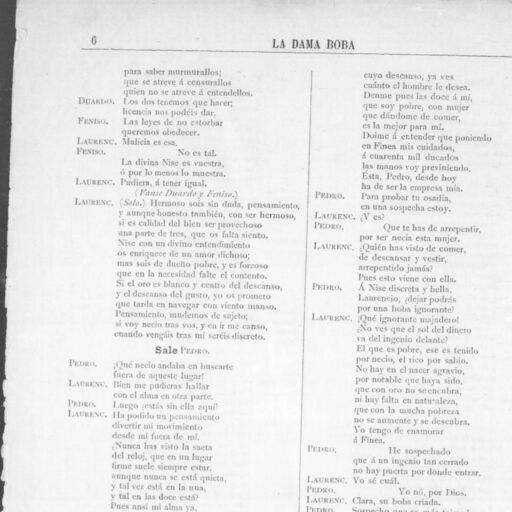 6
LA DAMA BOBA
para saber murmurallos;
que se atreve á censurallos
quien no se atreve á entendellos.
DUARDO. Los dos tenemos que hacer;
licencia nos podéis dar.
FENISO. Las leyes de no estorbar
queremos obedecer.
LAURENC. Malicia es esa.
FENISO. No es tal.
La divina Nise es vuestra,
ó por lo menos lo muestra.
LAURENC. Pudiera, á tener igual.
(Vanse Duardo y Feniso.)
LAURENC. (Solo.) Hermoso sois sin duda, pensamiento,
y aunque honesto también, con ser hermoso,
si es calidad del bien ser provechoso
una parte de tres, que os falta siento.
Nise con un divino entendimiento
os enriquece de un amor dichoso;
mas sois de dueño pobre, y es forzoso
que en la necesidad falte el contento.
Si el oro es blanco y centro del descanso,
y el descanso del gusto, yo os prometo
que tarda en navegar con viento manso.
Pensamiento, mudemos de sujeto;
si voy necio tras vos, y en ir me canso,
cuando vengáis tras mí seréis discreto.
Sale PEDRO.
PEDRO. ¡Qué necio andaba en buscarte
fuera de aqueste lugar!
LAURENC. Bien me pudieras hallar
con el alma en otra parte.
PEDRO. Luego ¿estás sin ella aquí?
LAURENC. Ha podido un pensamiento
divertir mi movimiento
desde mí fuera de mí.
¿Nunca has visto la saeta
del reloj, que en un lugar
firme suele siempre estar,
aunque nunca se está quieta,
y tal vez está en la una,
y tal en las doce está?
Pues ansí mi alma ya,
cuyo descanso, ya ves
cuánto el hombre le desea.
Denme pues las doce á mí,
que soy pobre, con mujer
que dándome de comer,
es la mejor para mí.
Doime á entender que poniendo
en Finea mis cuidados,
á cuarenta mil ducados
las manos voy previniendo.
Ésta, Pedro, desde hoy
ha de ser la empresa mía.
PEDRO. Para probar tu osadía,
en una sospecha estoy.
LAURENC. ¿Y es?
PEDRO. Que te has de arrepentir,
por ser necia esta mujer.
LAURENC. ¿Quién has visto de comer,
de descansar y vestir,
arrepentido jamás?
Pues esto viene con ella.
PEDRO. Á Nise discreta y bella,
Laurencio, ¿dejar podrás
por una boba ignorante?
LAURENC. ¡Qué ignorante majadero!
¿No ves que el sol del dinero
va del ingenio delante?
El que es pobre, ese es tenido
por necio, el rico por sabio.
No hay en el nacer agravio,
por notable que haya sido,
que con oro no se encubra,
ni hay falta en naturaleza,
que con la mucha pobreza
no se aumente y se descubra.
Yo tengo de enamorar
á Finea.
PEDRO. He sospechado
que á un ingenio tan cerrado
no hay puerta por donde entrar.
LAURENC. Yo sé cuál.
PEDRO. Yo nó, por Dios.
LAURENC. Clara, su boba criada.
PEDRO. Sospecho que es más